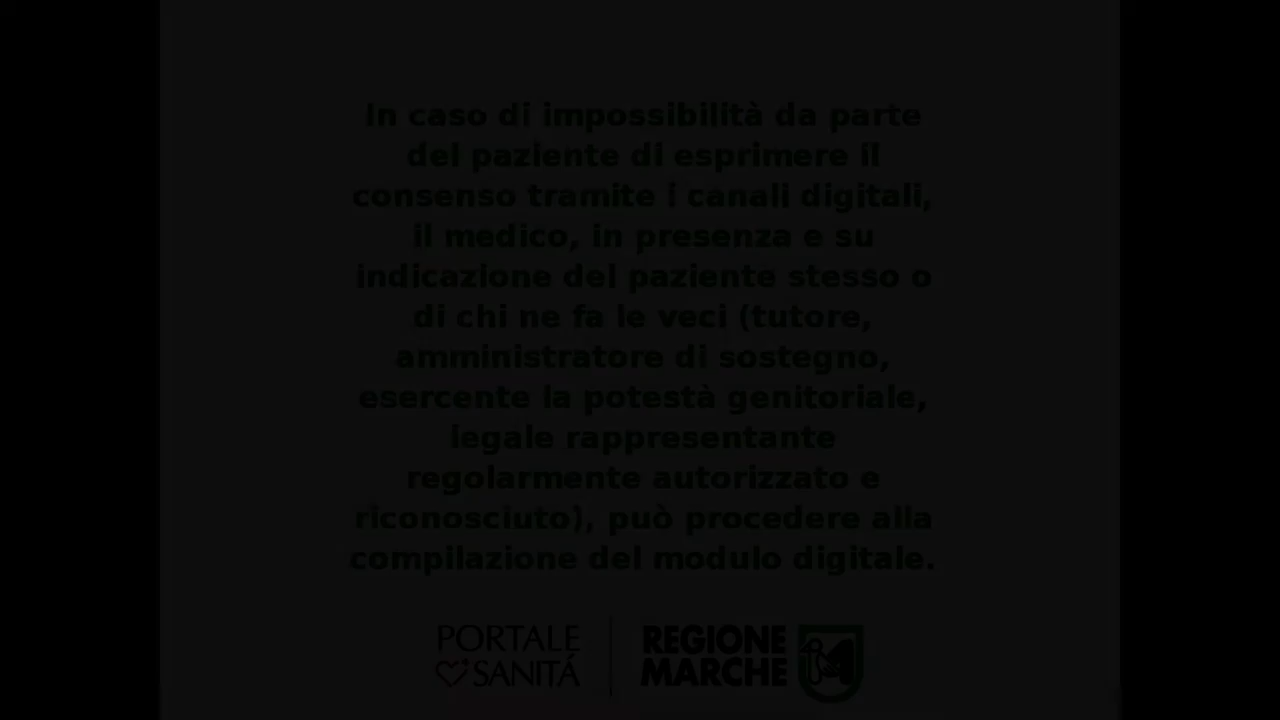 In caso di impossibilità da parte
del paziente di esprimere il
consenso tramite i canali digitali,
il medico, in presenza e su
indicazione del paziente stesso o
di chi ne fa le veci (tutore,
amministratore di sostegno,
esercente la potestà genitoriale,
legale rappresentante
regolarmente autorizzato e
riconosciuto), può procedere alla
compilazione del modulo digitale.
PORTALE
SANITÁ
REGIONE
MARCHE